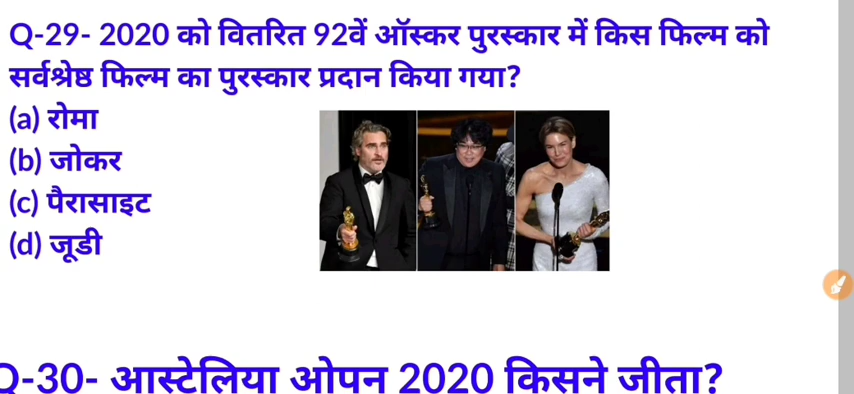 Q-29- 2020 को वितरित 92वें ऑस्कर पुरस्कार में किस फिल्म को
सर्वश्रेष्ठ फिल्म का पुरस्कार प्रदान किया गया?
(a) रोमा
(b) जोकर
(c) पैरासाइट
(d) जूडी
Q-30- आस्टेलिया ओपन 2020 किसने जीता?